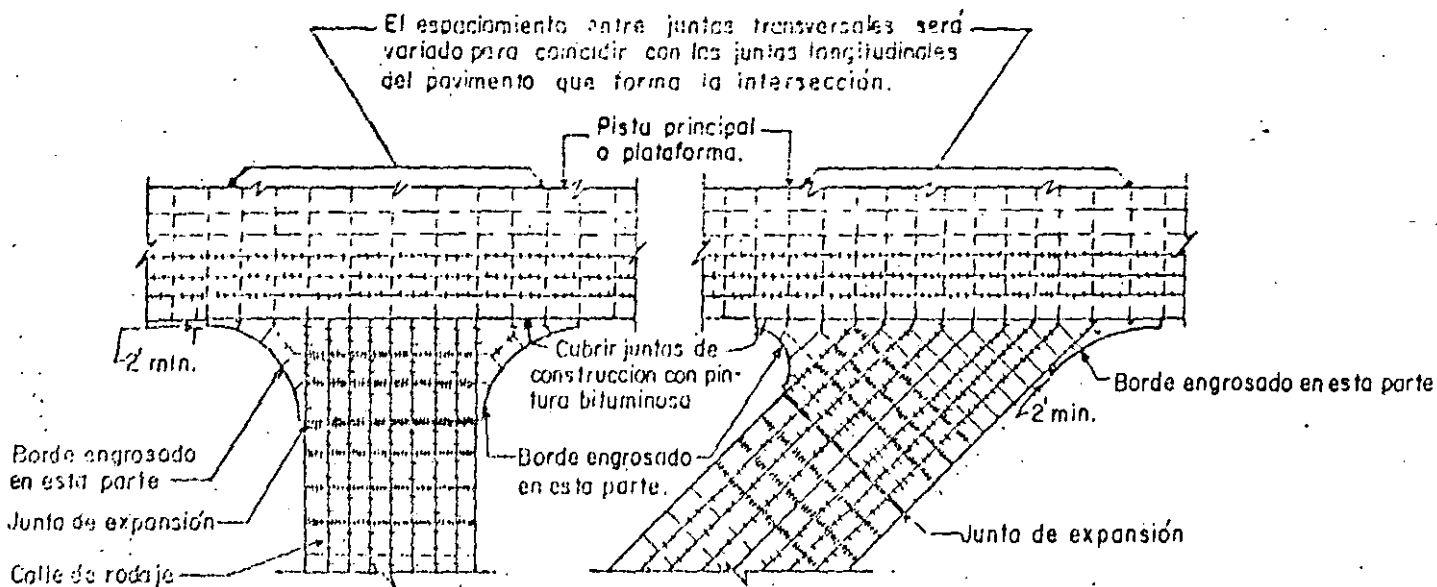 El espaciamiento entre juntas transversales será
variado para coincidir con las juntas longitudinales
del pavimento que forma la intersección.
Pista principal
o plataforma.
2' min.
Cubrir juntas de
construccion con pin-
tura bituminosa
Borde engrosado en esta parte
2' min.
Borde engrosado
en esta parte
Borde engrosado
en esta parte.
Junta de expansión
Junta de expansión
Calle de rodaje